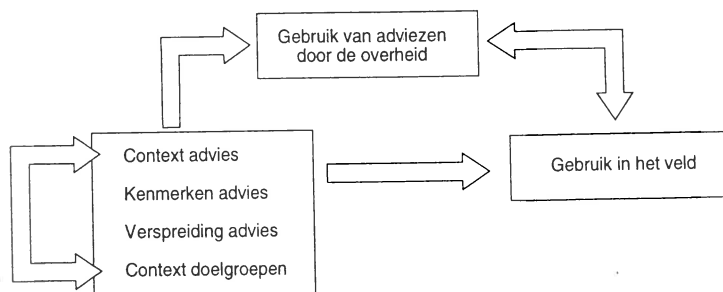 Gebruik van adviezen
door de overheid
Context advies
Kenmerken advies
Verspreiding advies
Context doelgroepen
Gebruik in het veld